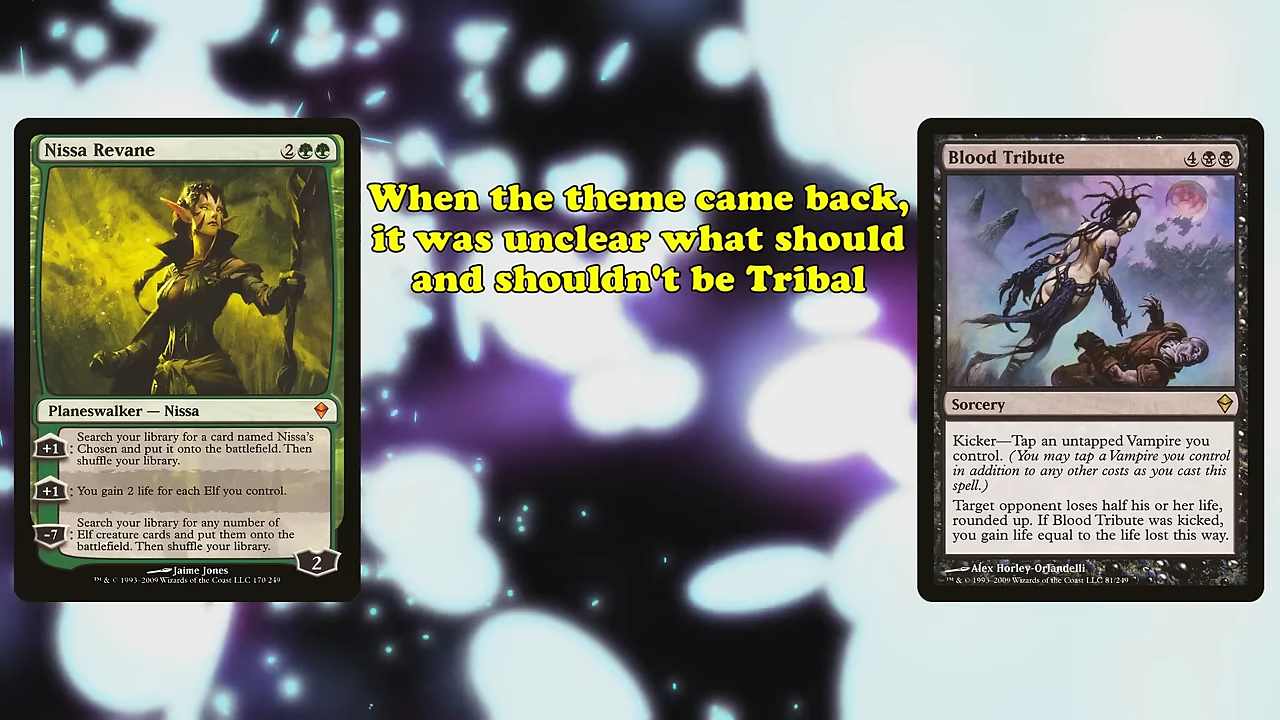 Nissa Revane 2
When the theme came back,
it was unclear what should
and shouldn't be Tribal
Planeswalker — Nissa
+1: Search your library for a card named Nissa's
Chosen and put it onto the battlefield. Then
shuffle your library.
+1: You gain 2 life for each Elf you control.
-7: Search your library for any number of
Elf creature cards and put them onto the
battlefield. Then shuffle your library.
2
Jaime Jones
™ & © 1993–2009 Wizards of the Coast LLC 170/249
Blood Tribute 4
Sorcery
Kicker—Tap an untapped Vampire you
control. (You may tap a Vampire you control
in addition to any other costs as you cast this
spell.)
Target opponent loses half his or her life,
rounded up. If Blood Tribute was kicked,
you gain life equal to the life lost this way.
Alex Horley-Orlandelli
™ & © 1993–2009 Wizards of the Coast LLC 81/249